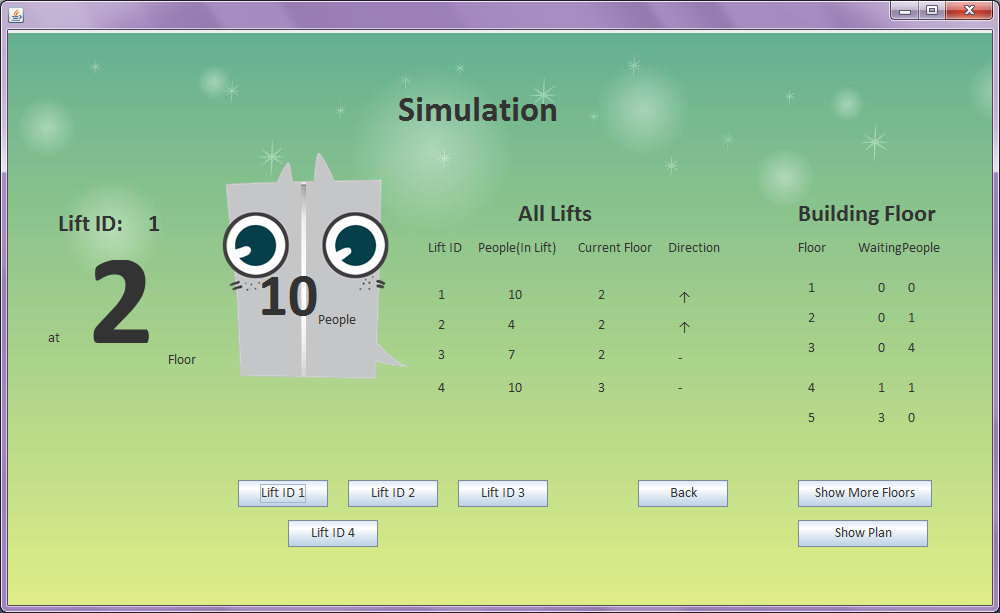 Simulation
Lift ID: 1
at 2 Floor
10 People
All Lifts
Lift ID People(In Lift) Current Floor Direction
1 10 2 ↑
2 4 2 ↑
3 7 2 -
4 10 3 -
Building Floor
Floor WaitingPeople
1 0 0
2 0 1
3 0 4
4 1 1
5 3 0
Lift ID 1 Lift ID 2 Lift ID 3 Back Show More Floors
Lift ID 4 Show Plan